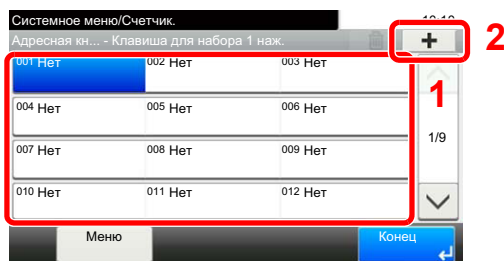 Системное меню/Счетчик.
Адресная кн... - Клавиша для набора 1 наж.
+
2
001 Нет
002 Нет
003 Нет
1
004 Нет
005 Нет
006 Нет
1/9
007 Нет
008 Нет
009 Нет
010 Нет
011 Нет
012 Нет
Меню
Конец